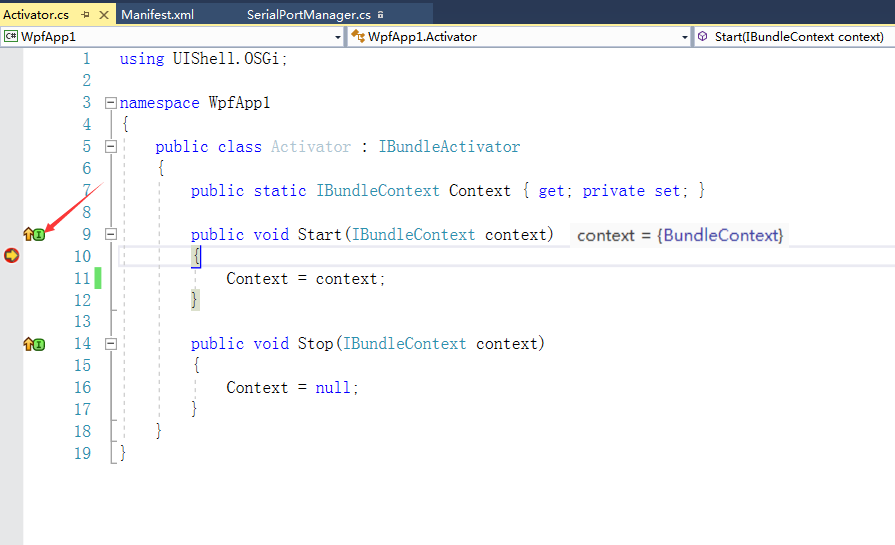 Activator.cs Manifest.xml SerialPortManager.cs
C# WpfApp1 WpfApp1.Activator Start(IBundleContext context)
1 using UIShell.OSGi;
2
3 namespace WpfApp1
4 {
5 public class Activator : IBundleActivator
6 {
7 public static IBundleContext Context { get; private set; }
8
9 public void Start(IBundleContext context) context = {BundleContext}
10 {
11 Context = context;
12 }
13
14 public void Stop(IBundleContext context)
15 {
16 Context = null;
17 }
18 }
19 }